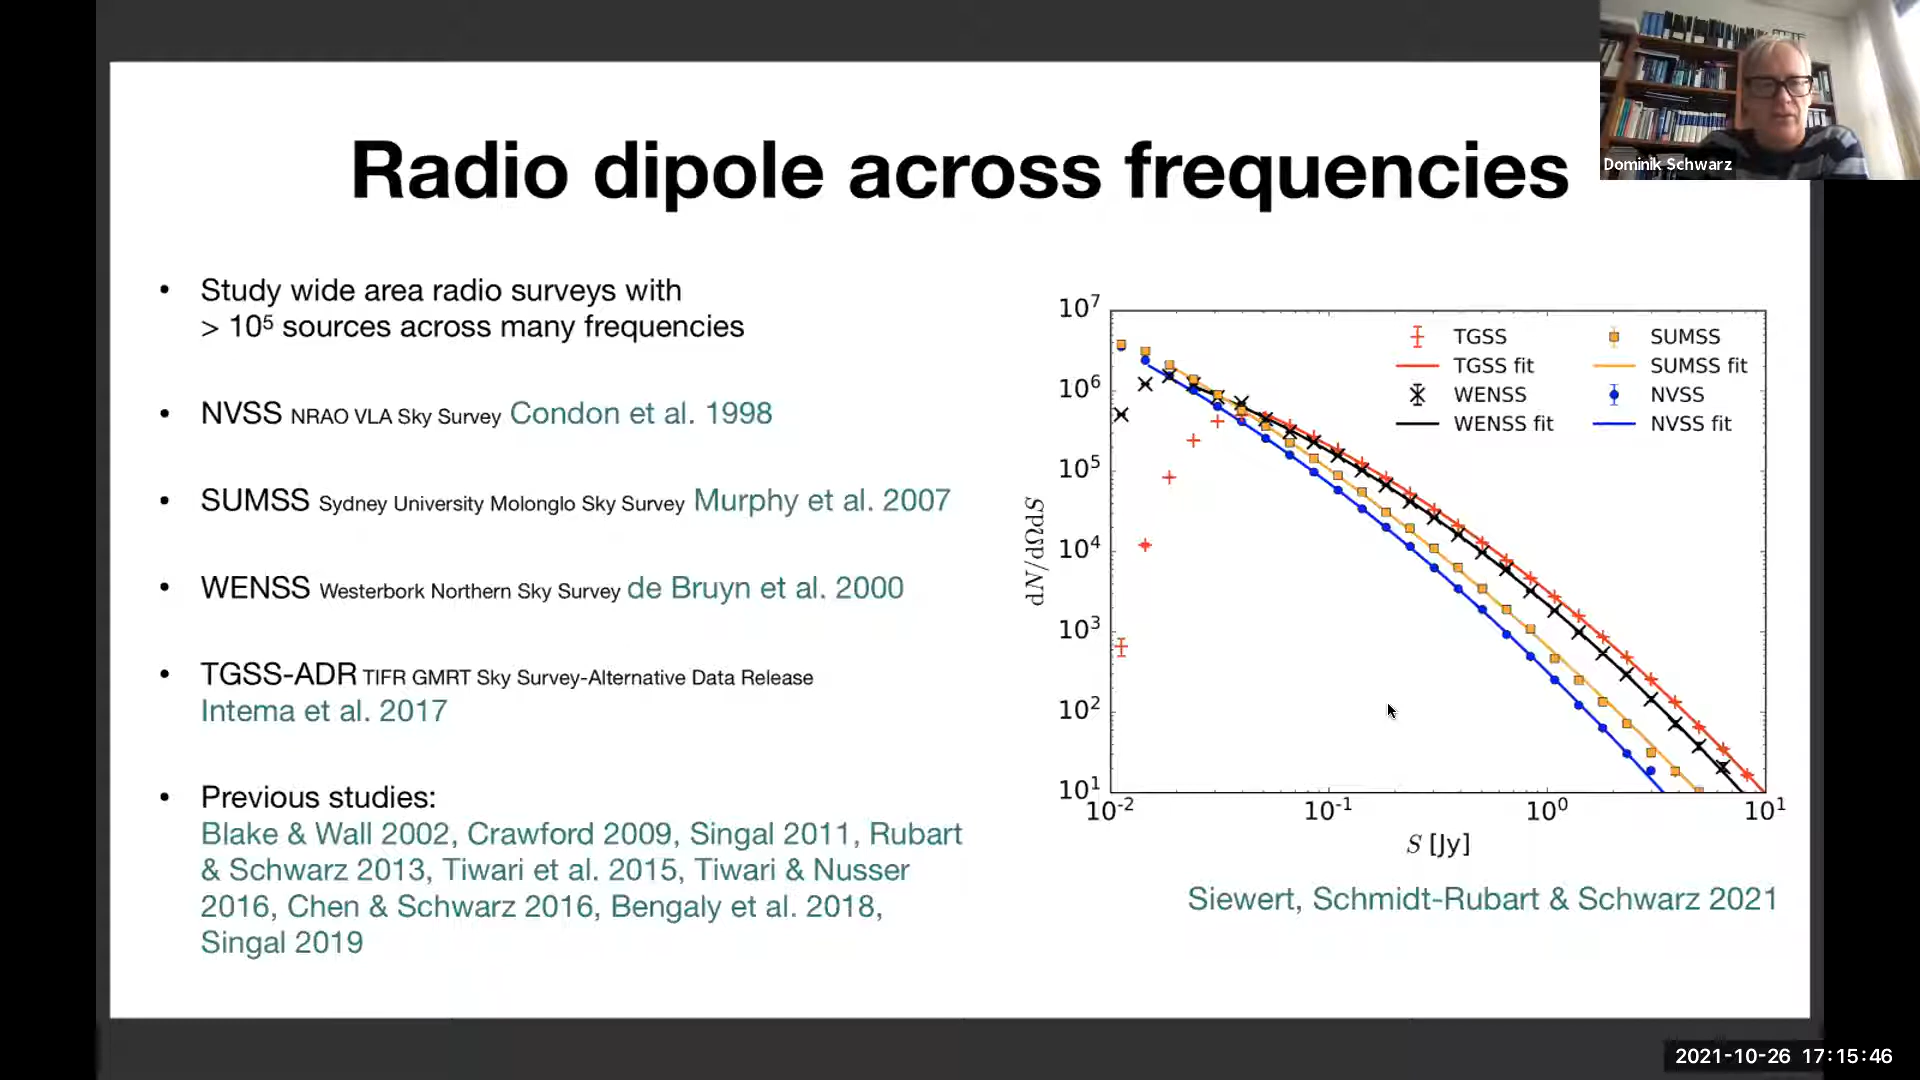 Dominik Schwarz
Radio dipole across frequencies
• Study wide area radio surveys with
> 10⁵ sources across many frequencies
• NVSS NRAO VLA Sky Survey Condon et al. 1998
• SUMSS Sydney University Molonglo Sky Survey Murphy et al. 2007
• WENSS Westerbork Northern Sky Survey de Bruyn et al. 2000
• TGSS-ADR TIFR GMRT Sky Survey-Alternative Data Release
Intema et al. 2017
• Previous studies:
Blake & Wall 2002, Crawford 2009, Singal 2011, Rubart
& Schwarz 2013, Tiwari et al. 2015, Tiwari & Nusser
2016, Chen & Schwarz 2016, Bengaly et al. 2018,
Singal 2019
TGSS
TGSS fit
WENSS
WENSS fit
SUMSS
SUMSS fit
NVSS
NVSS fit
10⁷
10⁶
10⁵
10⁴
10³
10²
10¹
dN/dΩdS
10⁻² 10⁻¹ 10⁰ 10¹
S [Jy]
Siewert, Schmidt-Rubart & Schwarz 2021
2021-10-26 17:15:46